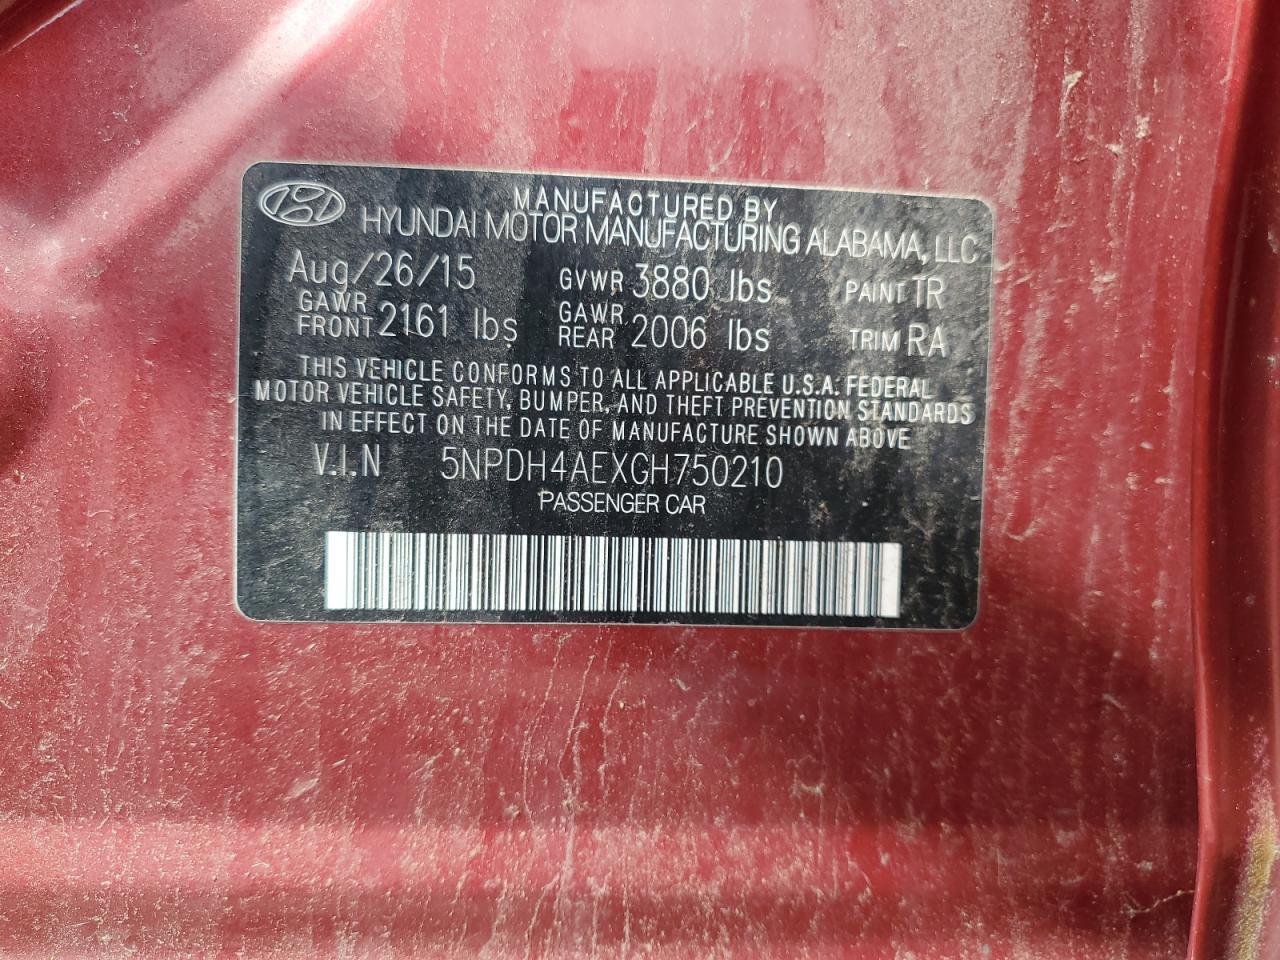 MANUFACTURED BY
HYUNDAI MOTOR MANUFACTURING ALABAMA, LLC
Aug/26/15 GVWR 3880 lbs PAINT TR
GAWR FRONT 2161 lbs GAWR REAR 2006 lbs TRIM RA
THIS VEHICLE CONFORMS TO ALL APPLICABLE U.S.A. FEDERAL
MOTOR VEHICLE SAFETY, BUMPER, AND THEFT PREVENTION STANDARDS
IN EFFECT ON THE DATE OF MANUFACTURE SHOWN ABOVE
V.I.N 5NPDH4AEXGH750210
PASSENGER CAR